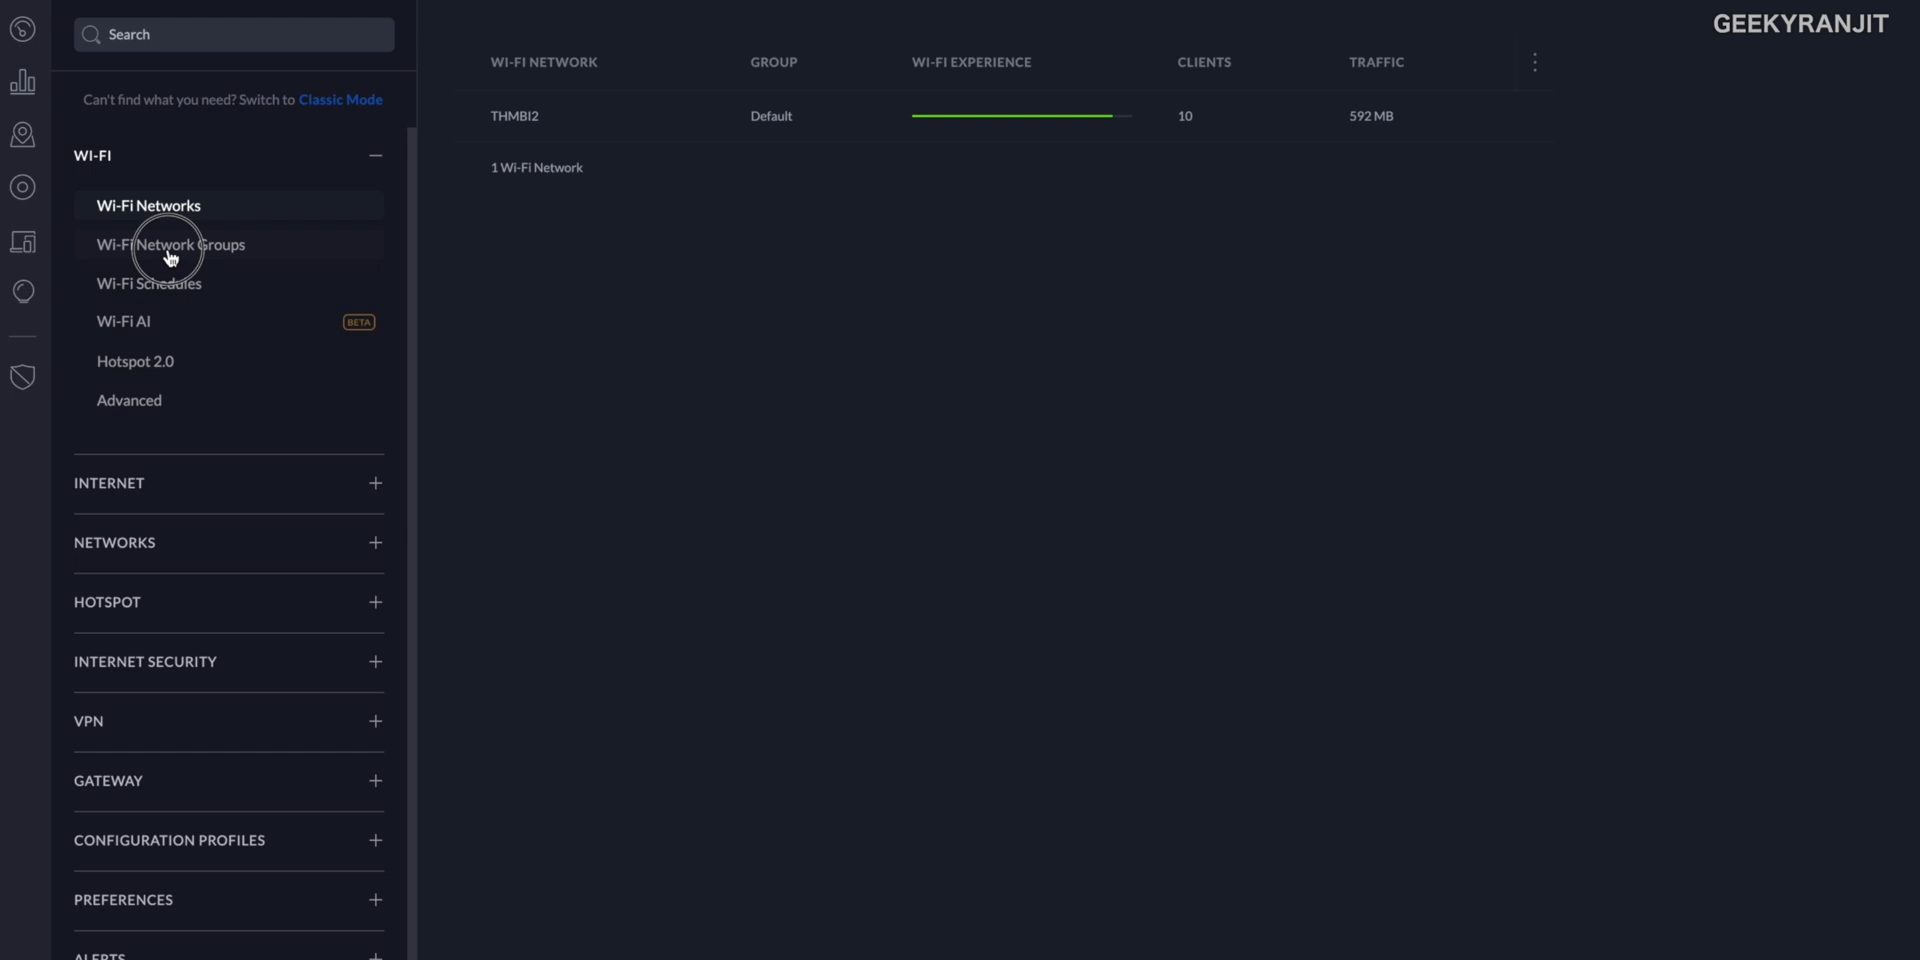 GEEKYRANJIT
Search
Can't find what you need? Switch to Classic Mode
WI-FI
Wi-Fi Networks
Wi-Fi Network Groups
Wi-Fi Schedules
Wi-Fi AI BETA
Hotspot 2.0
Advanced
INTERNET
NETWORKS
HOTSPOT
INTERNET SECURITY
VPN
GATEWAY
CONFIGURATION PROFILES
PREFERENCES
ALERTS
WI-FI NETWORK GROUP WI-FI EXPERIENCE CLIENTS TRAFFIC
THMBI2 Default 10 592 MB
1 Wi-Fi Network